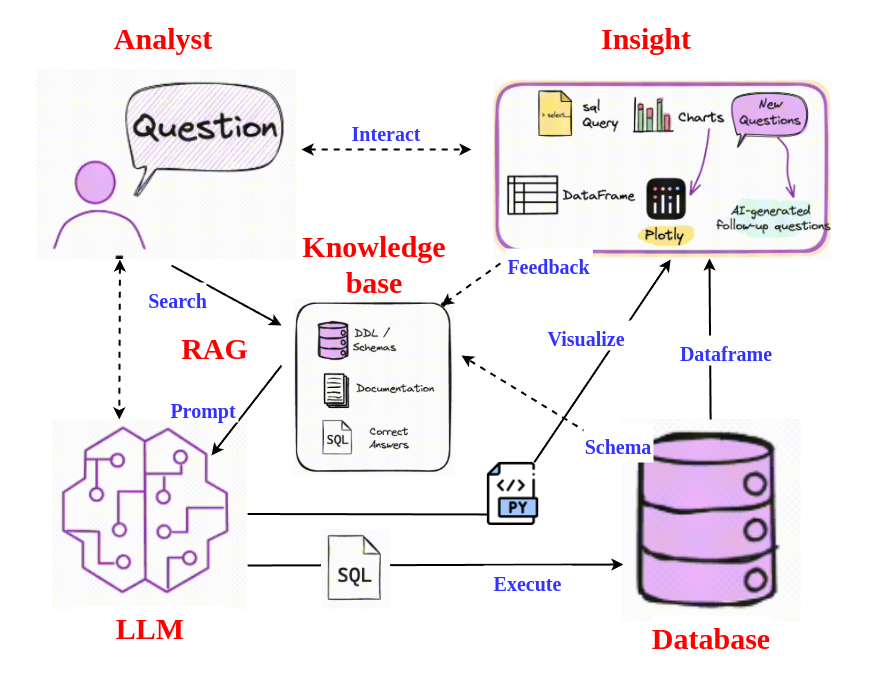 Analyst
Insight
Question
> select...
sql
Query
Charts
New
Questions
Interact
DataFrame
Plotly
AI-generated
follow-up questions
Knowledge
base
Feedback
Search
DDL /
Schemas
RAG
Visualize
Dataframe
Documentation
Prompt
SQL
Correct
Answers
Schema
PY
SQL
Execute
LLM
Database